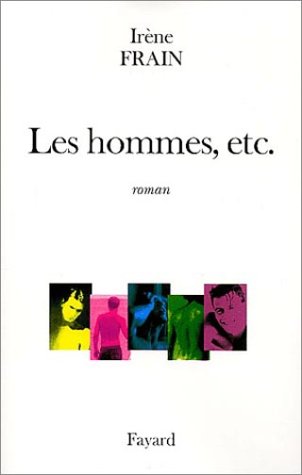 Irène
FRAIN
Les hommes, etc.
roman
Fayard